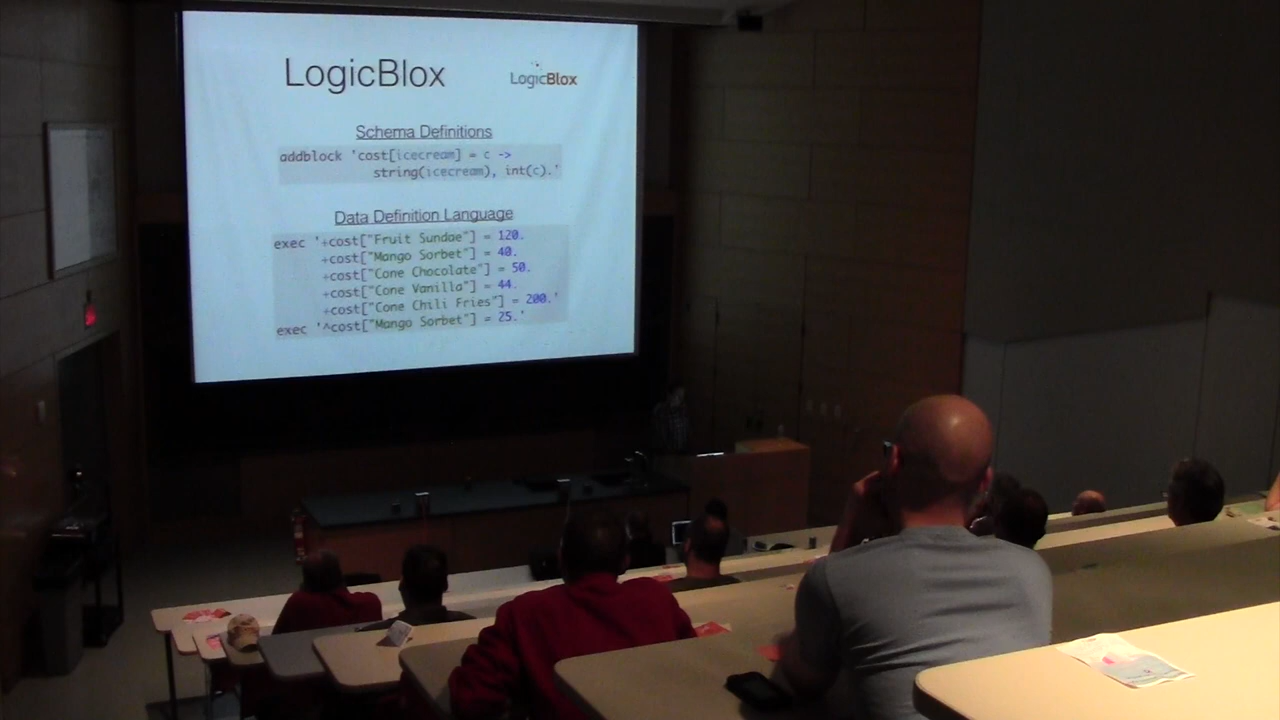 LogicBlox
LogicBlox
Schema Definitions
addblock 'cost[icecream] = c ->
string(icecream), int(c).'
Data Definition Language
exec '+cost["Fruit Sundae"] = 120.
+cost["Mango Sorbet"] = 40.
+cost["Cone Chocolate"] = 50.
+cost["Cone Vanilla"] = 44.
+cost["Cone Chili Fries"] = 200.'
exec '^cost["Mango Sorbet"] = 25.'